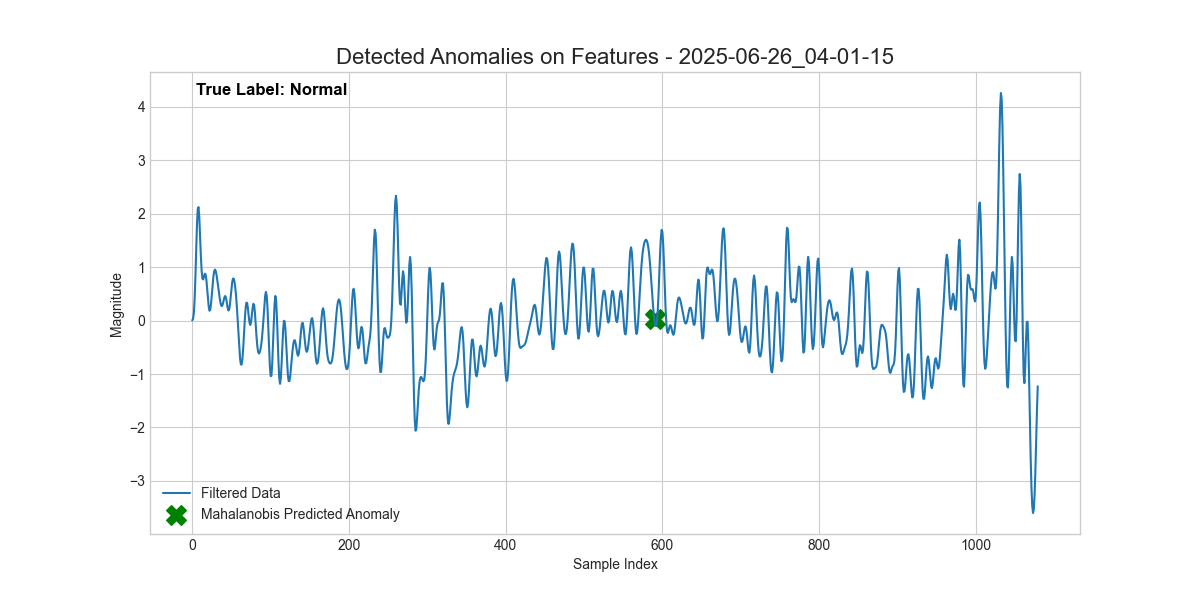 Detected Anomalies on Features - 2025-06-26_04-01-15
True Label: Normal
4
3
2
1
0
−1
−2
−3
Magnitude
Filtered Data
Mahalanobis Predicted Anomaly
0 200 400 600 800 1000
Sample Index